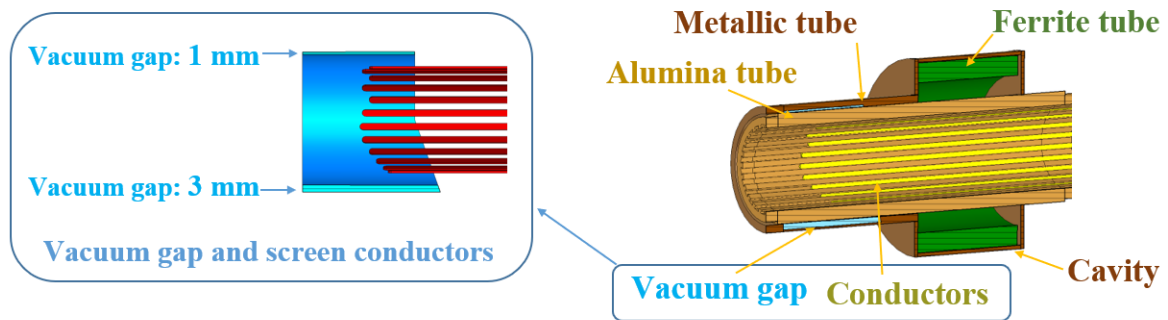 Vacuum gap: 1 mm
Vacuum gap: 3 mm
Vacuum gap and screen conductors
Metallic tube
Ferrite tube
Alumina tube
Cavity
Vacuum gap
Conductors